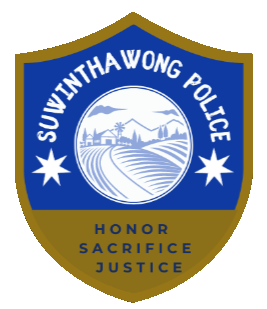 SUWINTHAWONG POLICE
HONOR
SACRIFICE
JUSTICE